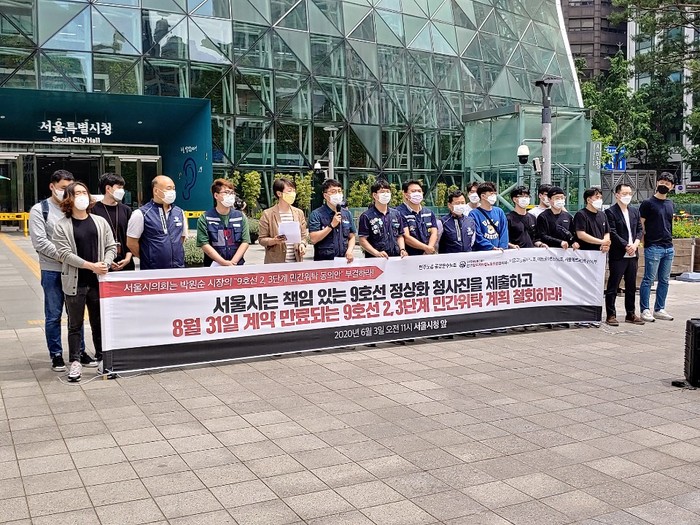 서울특별시청
Seoul City Hall
서울시의회는 박원순 시장의 "9호선 2,3단계 민간위탁 동의안" 부결하라!
서울시는 책임 있는 9호선 정상화 청사진을 제출하고
8월 31일 계약 만료되는 9호선 2, 3단계 민간위탁 계획 철회하라!
2020년 6월 3일 오전 11시 서울시청 앞